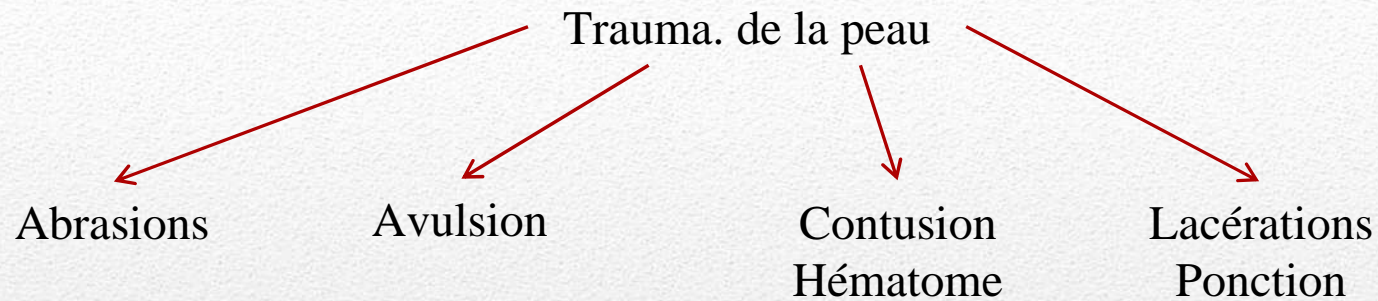 Trauma. de la peau
Abrasions
Avulsion
Contusion
Hématome
Lacérations
Ponction